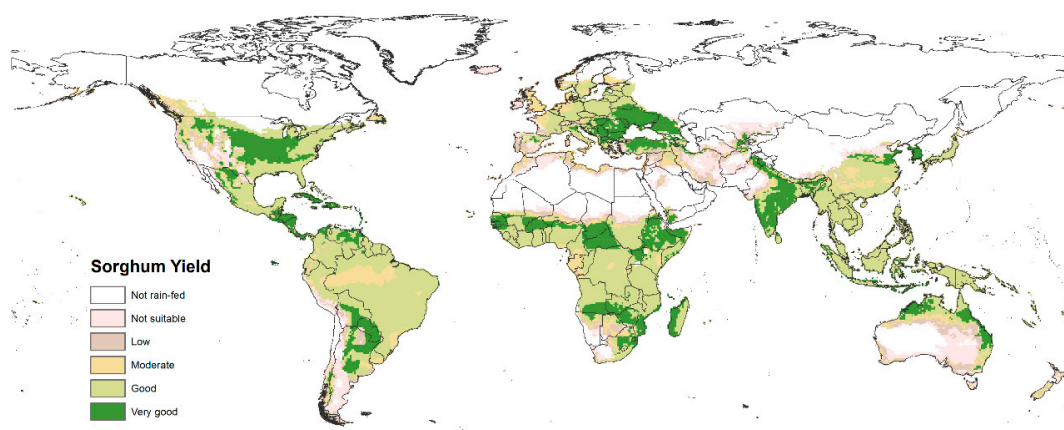 Sorghum Yield
Not rain-fed
Not suitable
Low
Moderate
Good
Very good